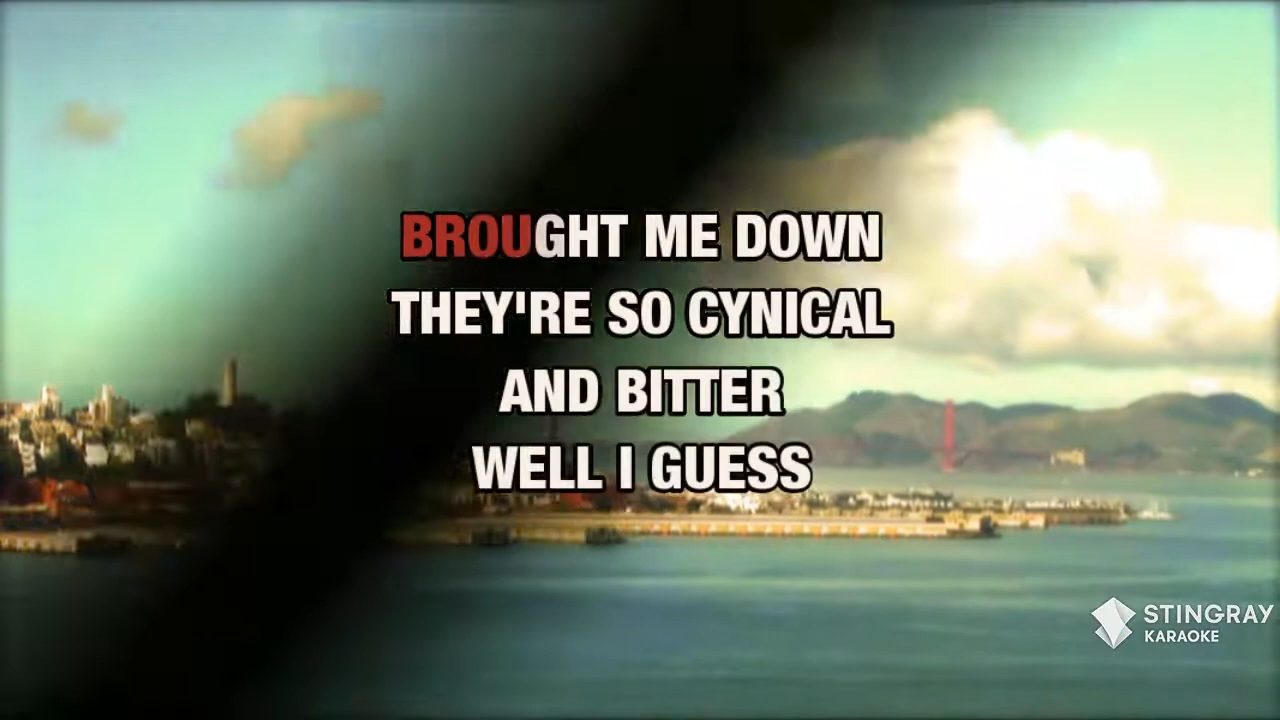 BROUGHT ME DOWN
THEY'RE SO CYNICAL
AND BITTER
WELL I GUESS
STINGRAY
KARAOKE